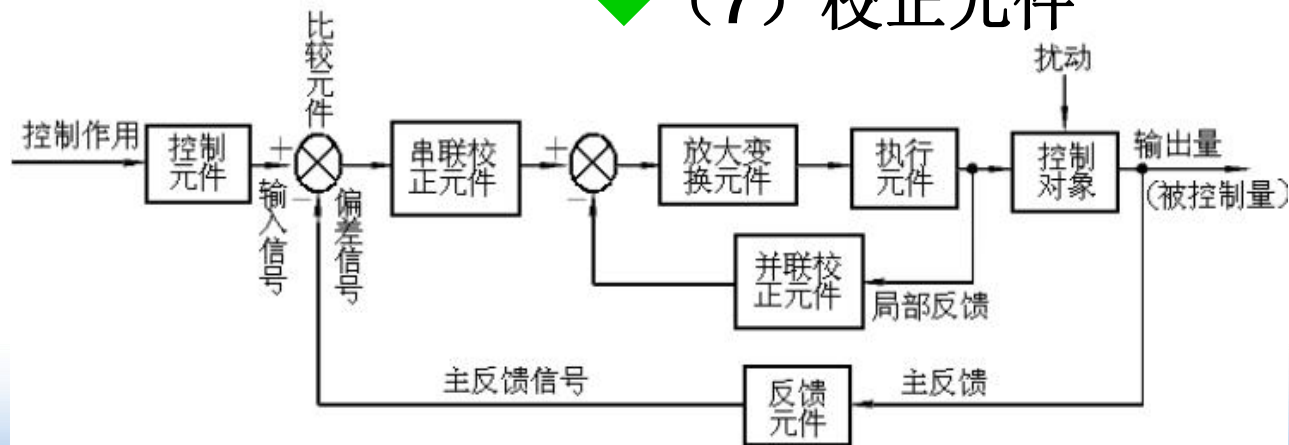 （7）校正元件
比较元件
扰动
控制作用
控制
元件
+
串联校
正元件
+
放大变
换元件
执行
元件
控制
对象
输出量
(被控制量)
−
输入信号
偏差信号
−
并联校
正元件
局部反馈
主反馈信号
反馈
元件
主反馈